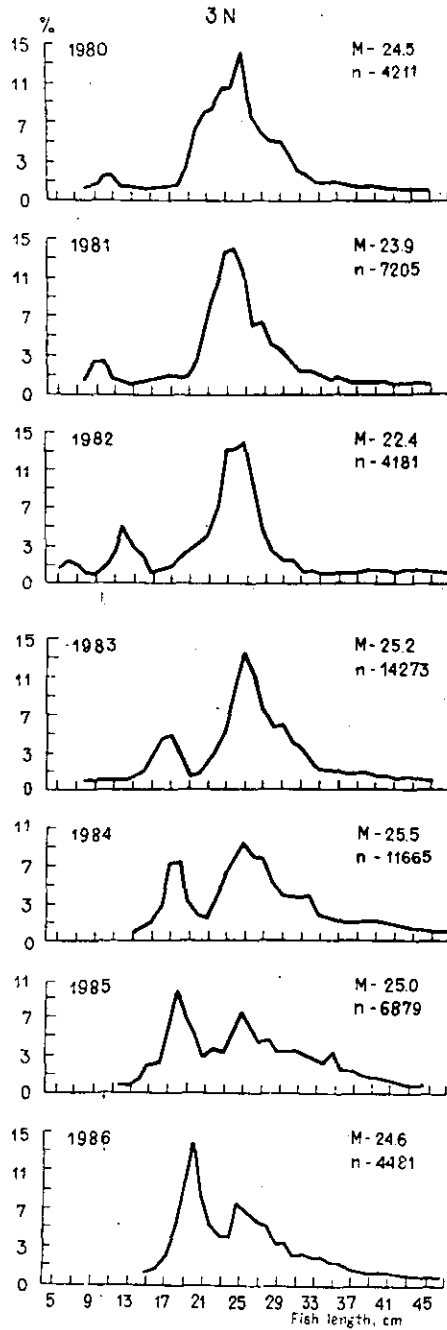 3N
%
15
11
7
3
0
1980
M-24.5
n-4211
15
11
7
3
0
1981
M-23.9
n-7205
15
11
7
3
0
1982
M-22.4
n-4181
15
11
7
3
0
1983
M-25.2
n-14273
11
7
3
0
1984
M-25.5
n-11665
11
7
3
0
1985
M-25.0
n-6879
15
11
7
3
0
1986
M-24.6
n-4481
5 9 13 17 21 25 29 33 37 41 45
Fish length, cm